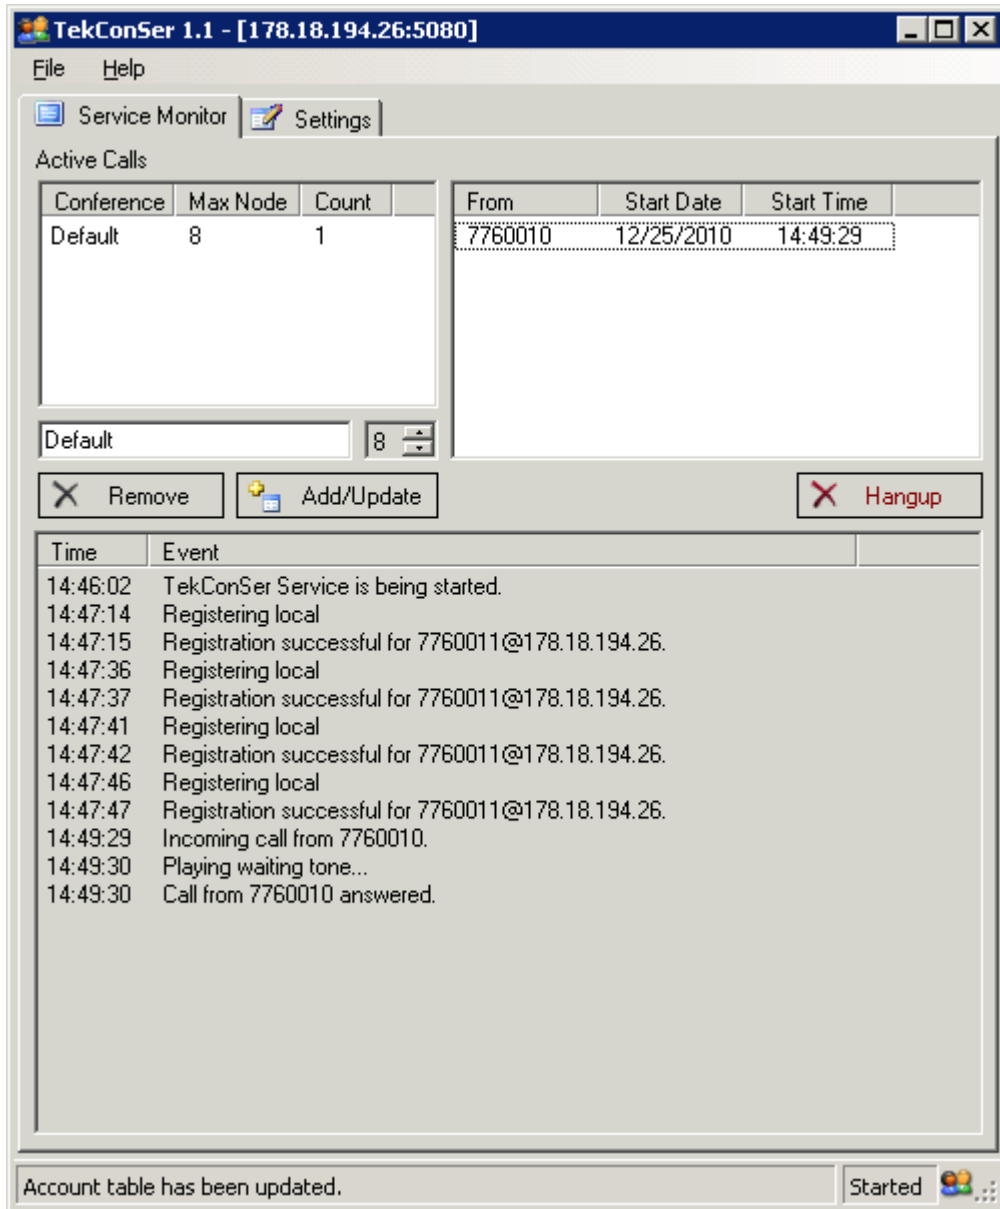 TekConSer 1.1 - [178.18.194.26:5080]
File Help
Service Monitor Settings
Active Calls
Conference Max Node Count
Default 8 1
From Start Date Start Time
7760010 12/25/2010 14:49:29
Default 8
Remove Add/Update Hangup
Time Event
14:46:02 TekConSer Service is being started.
14:47:14 Registering local
14:47:15 Registration successful for 7760011@178.18.194.26.
14:47:36 Registering local
14:47:37 Registration successful for 7760011@178.18.194.26.
14:47:41 Registering local
14:47:42 Registration successful for 7760011@178.18.194.26.
14:47:46 Registering local
14:47:47 Registration successful for 7760011@178.18.194.26.
14:49:29 Incoming call from 7760010.
14:49:30 Playing waiting tone...
14:49:30 Call from 7760010 answered.
Account table has been updated. Started